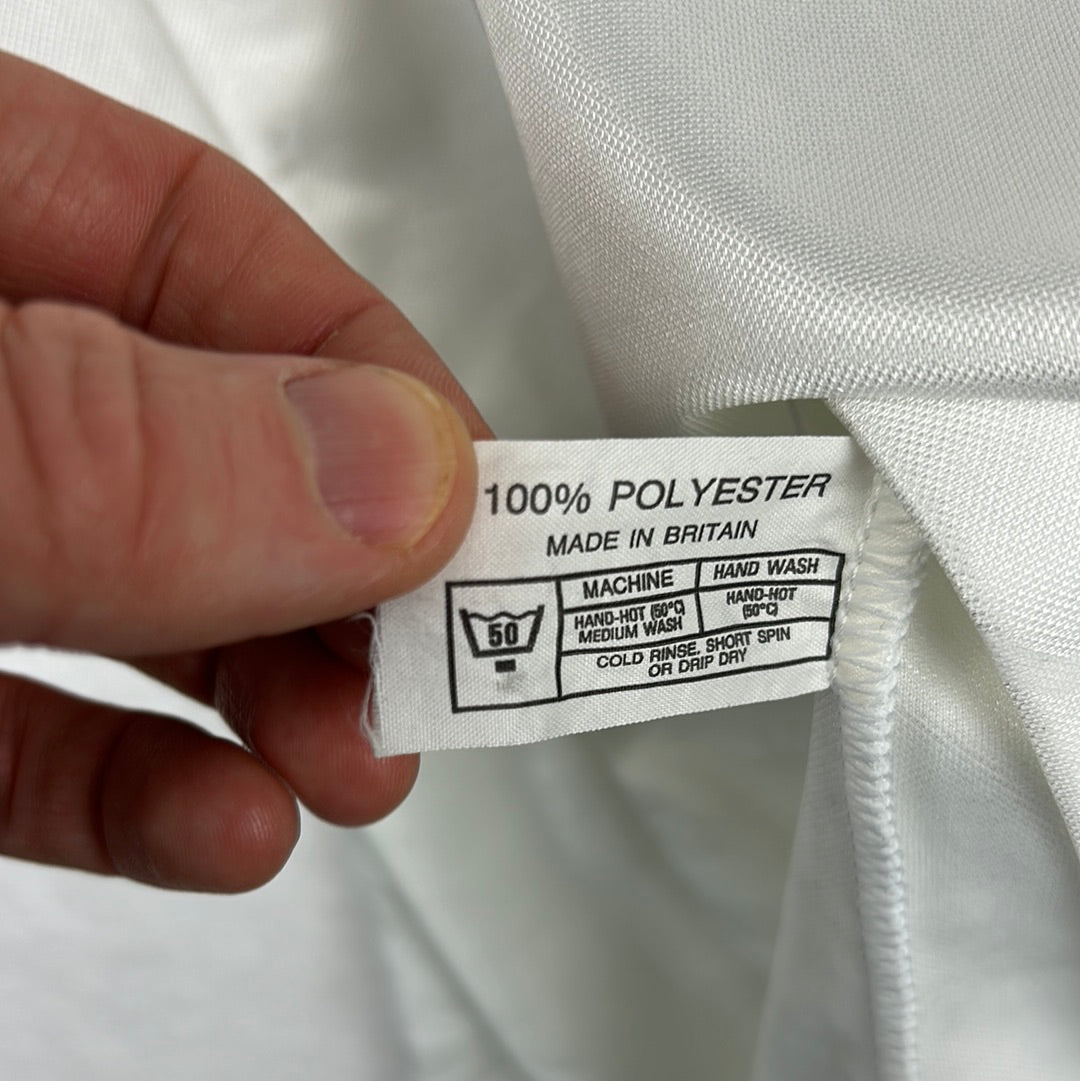 100% POLYESTER
MADE IN BRITAIN
50
MACHINE
HAND WASH
HAND-HOT (50°C)
MEDIUM WASH
HAND-HOT
(50°C)
COLD RINSE. SHORT SPIN
OR DRIP DRY